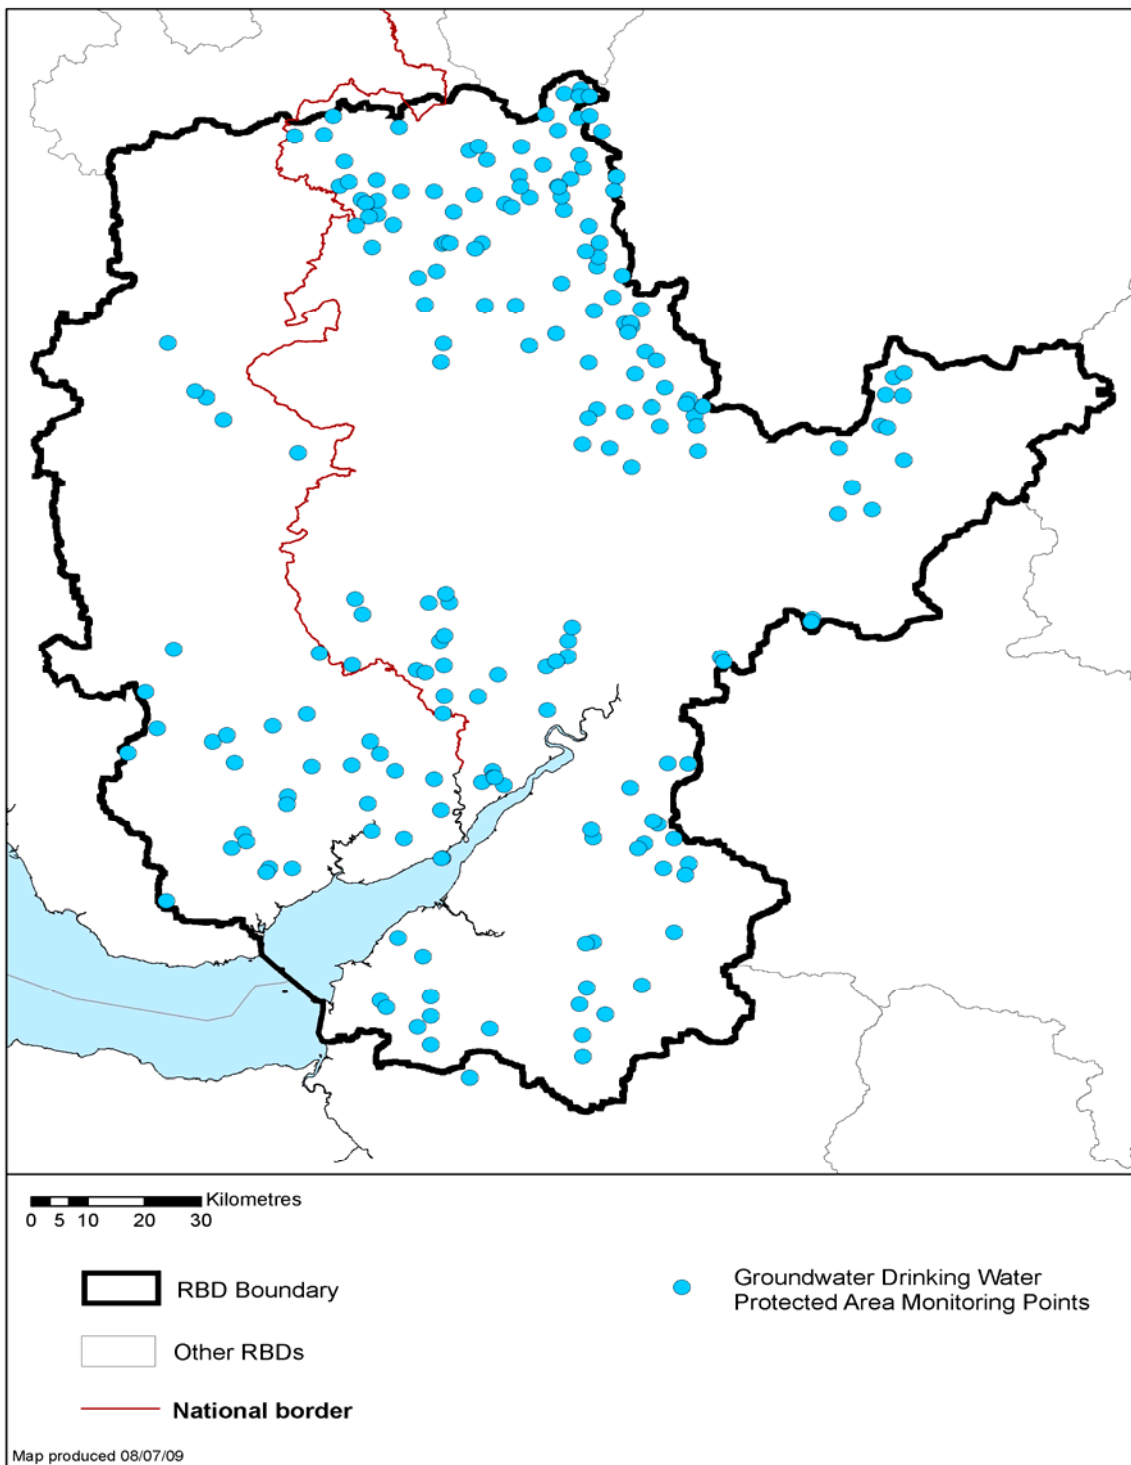 Kilometres
0 5 10 20 30
RBD Boundary
Groundwater Drinking Water
Protected Area Monitoring Points
Other RBDs
National border
Map produced 08/07/09